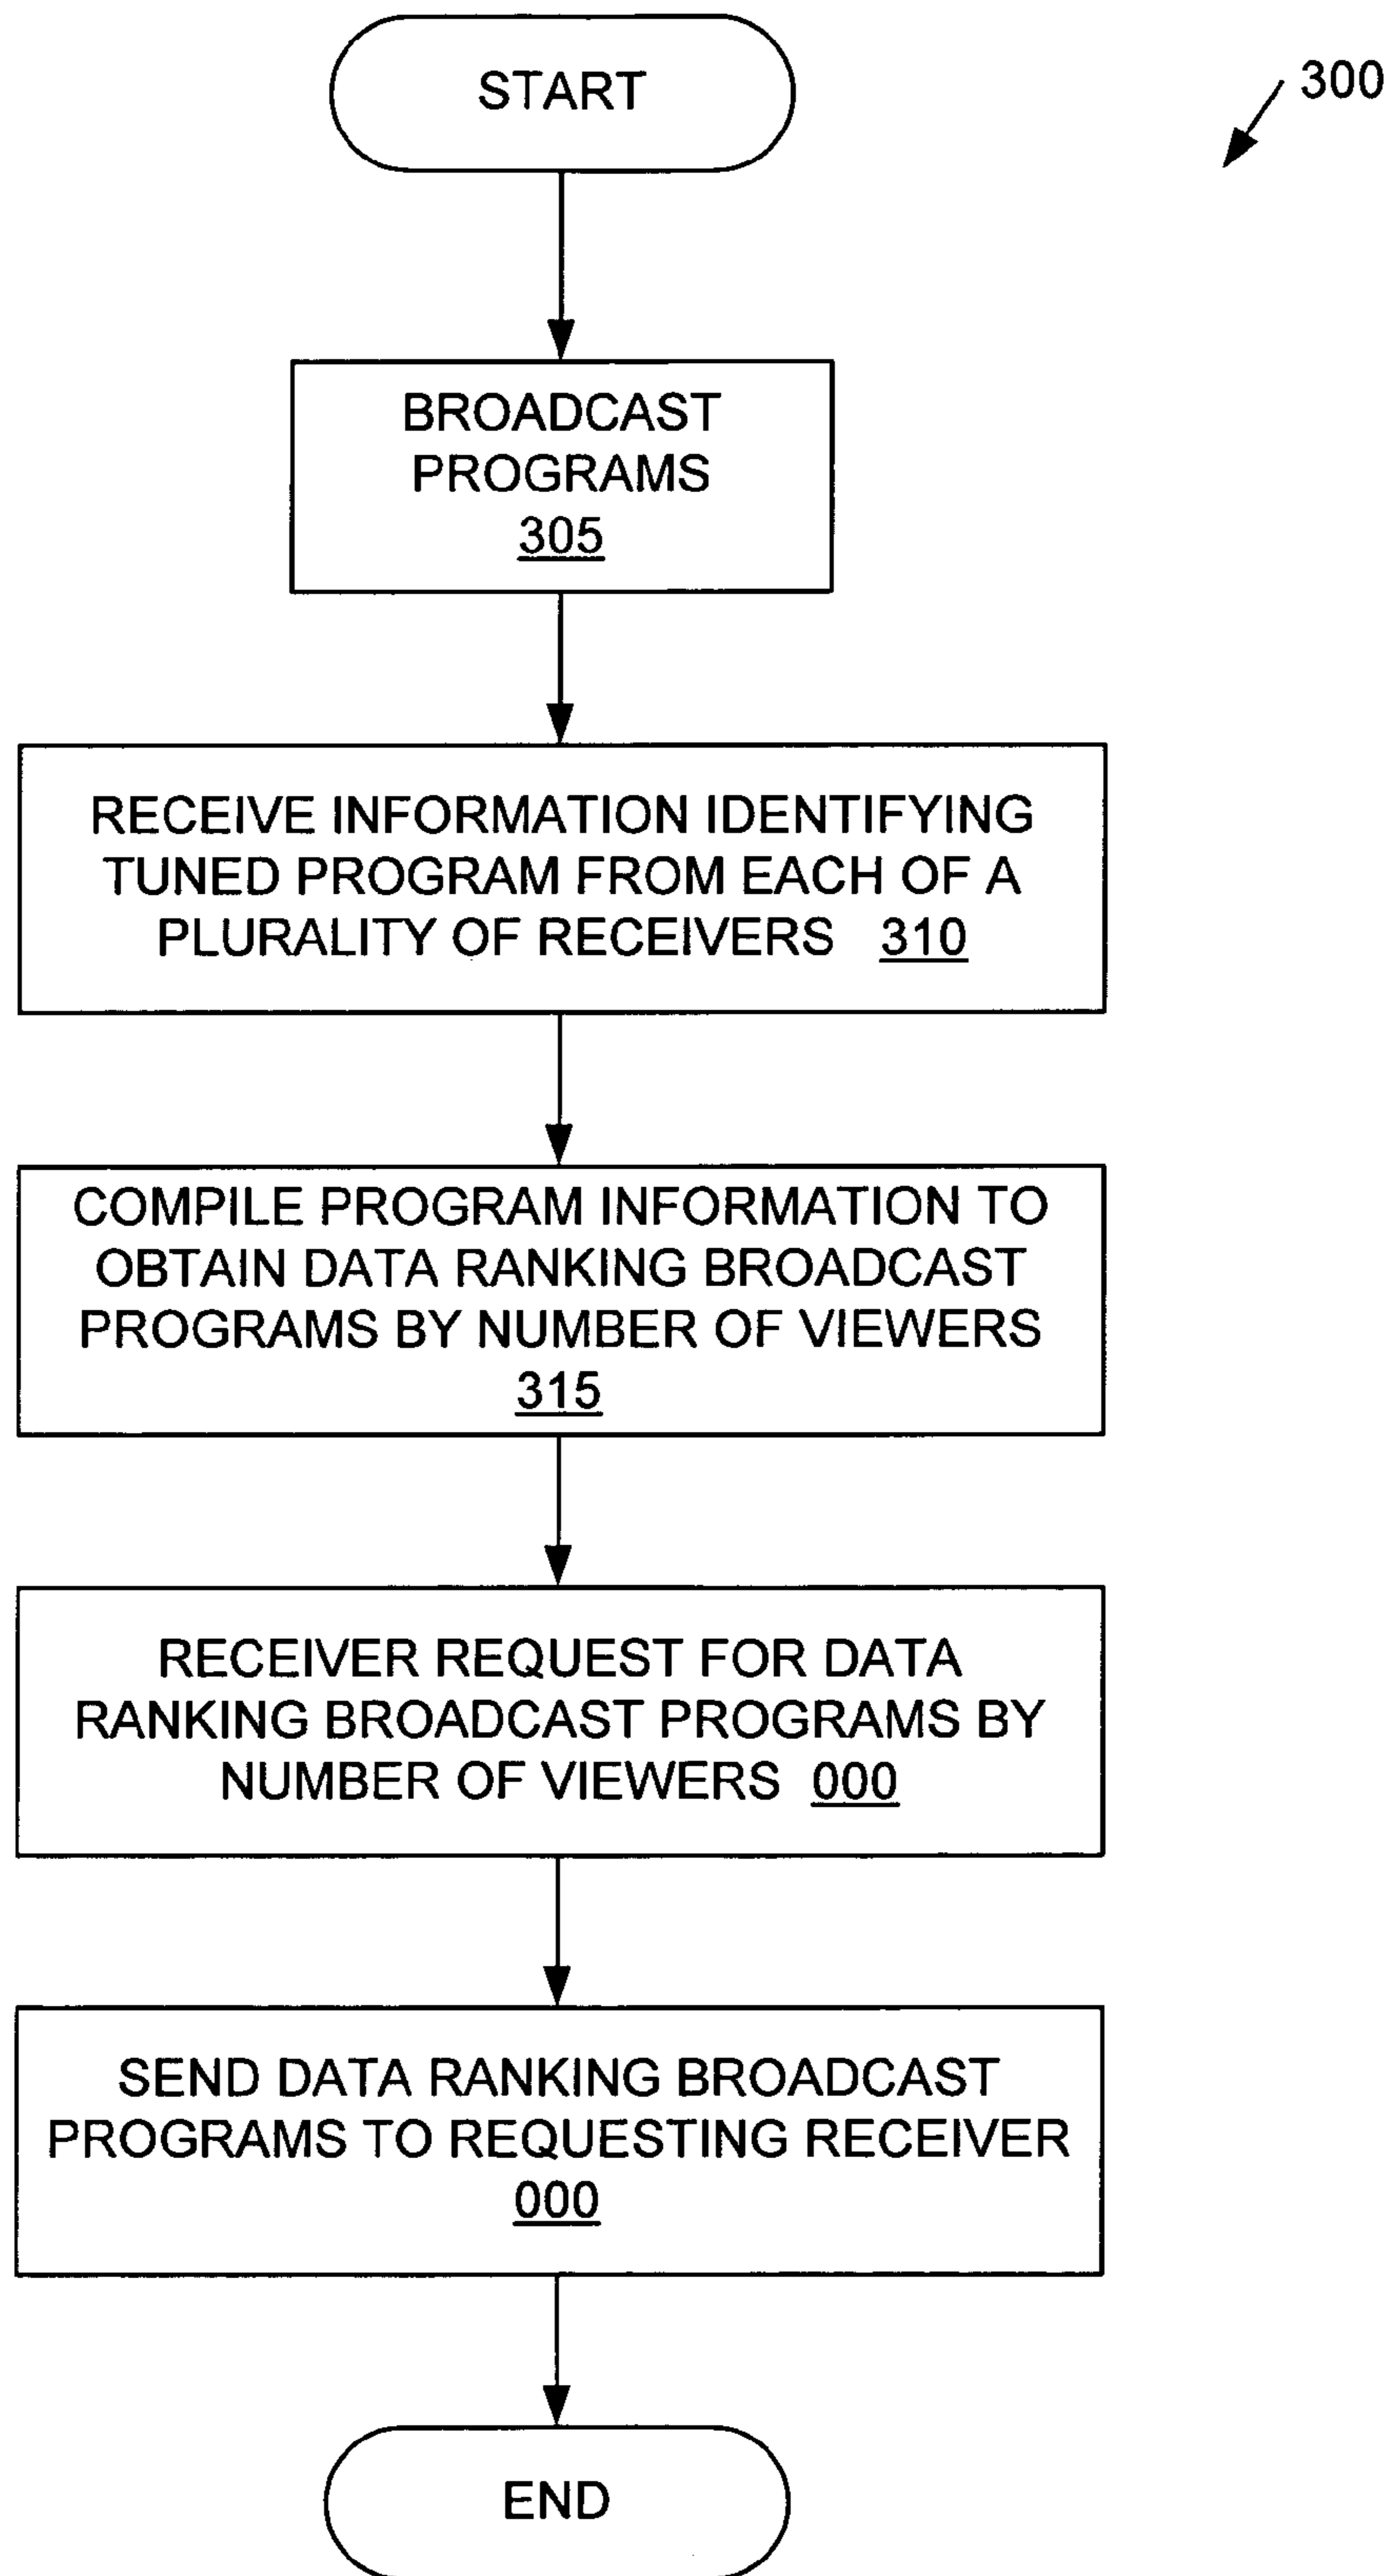 START
300
BROADCAST
PROGRAMS
305
RECEIVE INFORMATION IDENTIFYING
TUNED PROGRAM FROM EACH OF A
PLURALITY OF RECEIVERS 310
COMPILE PROGRAM INFORMATION TO
OBTAIN DATA RANKING BROADCAST
PROGRAMS BY NUMBER OF VIEWERS
315
RECEIVER REQUEST FOR DATA
RANKING BROADCAST PROGRAMS BY
NUMBER OF VIEWERS 000
SEND DATA RANKING BROADCAST
PROGRAMS TO REQUESTING RECEIVER
000
END